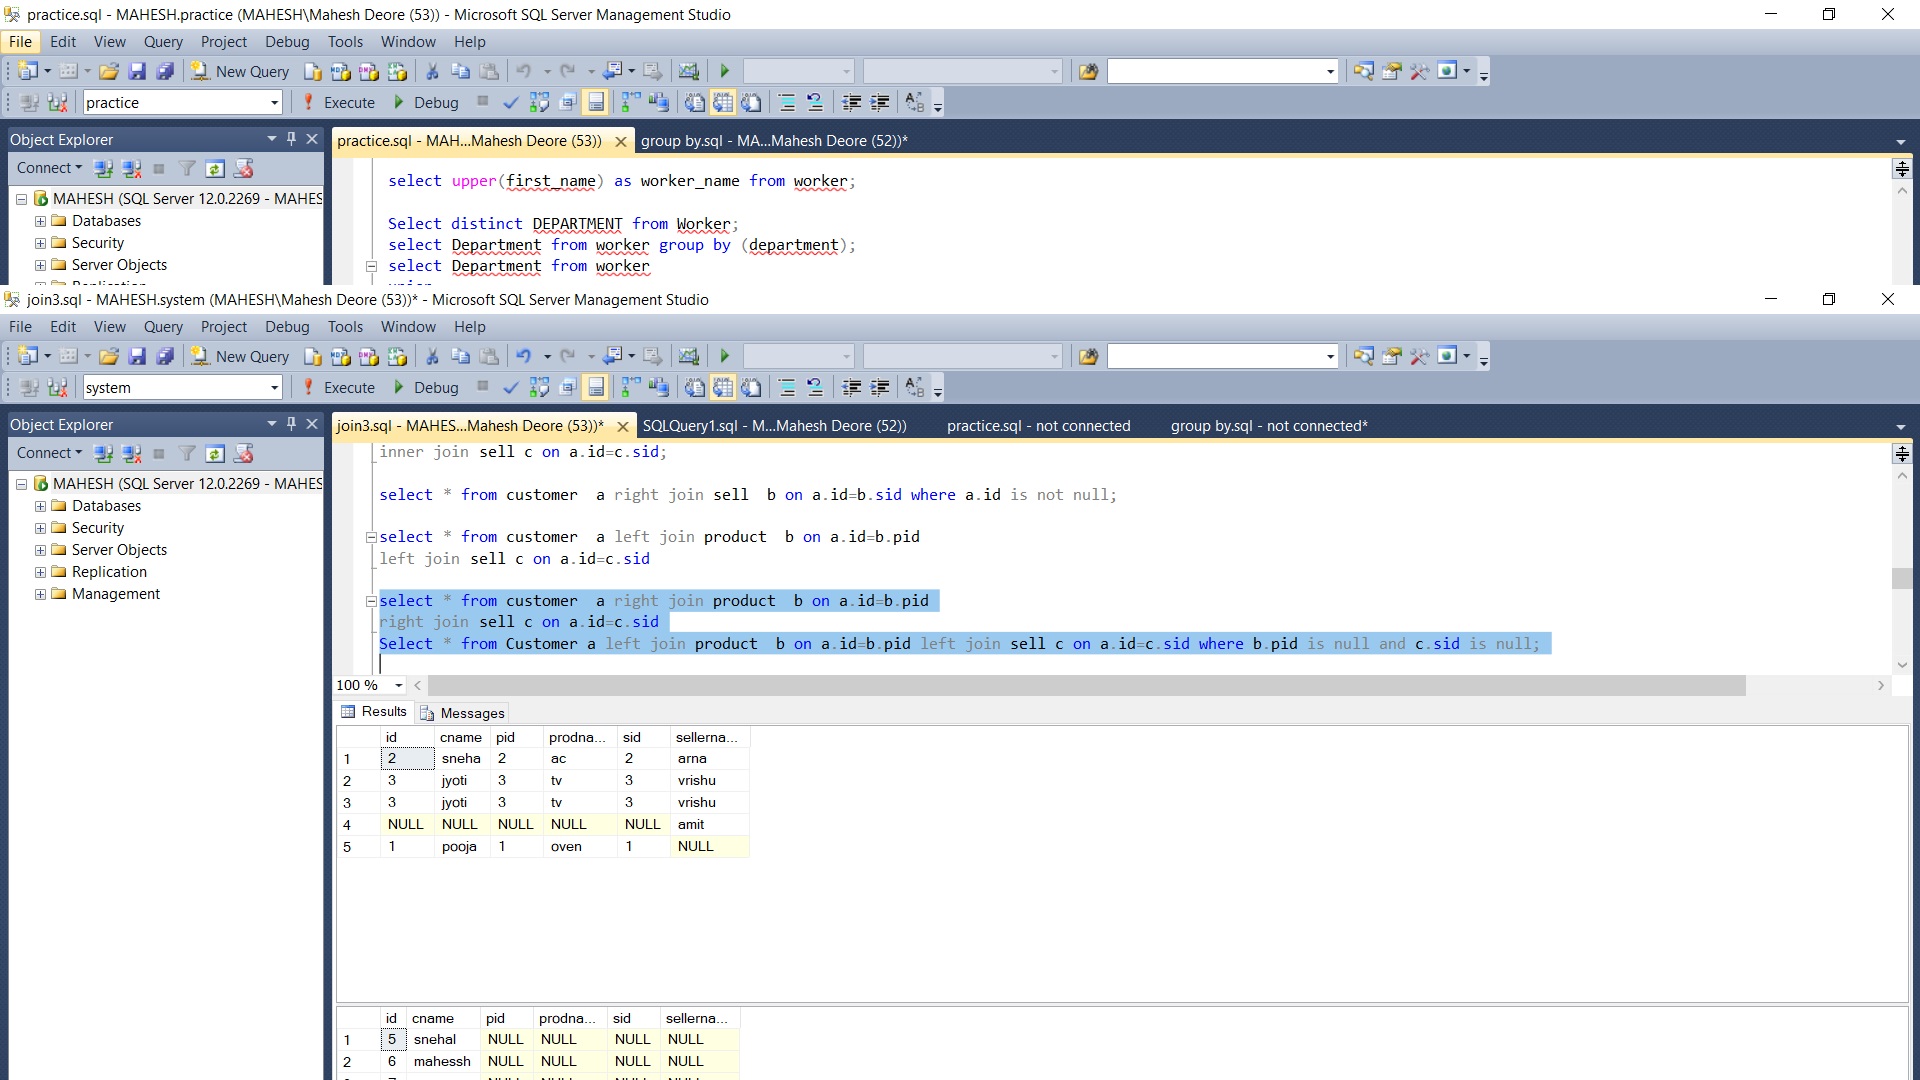 practice.sql - MAHESH.practice (MAHESH\Mahesh Deore (53)) - Microsoft SQL Server Management Studio
File Edit View Query Project Debug Tools Window Help
New Query
practice Execute Debug
Object Explorer
practice.sql - MAH...Mahesh Deore (53)) group by.sql - MA...Mahesh Deore (52))*
Connect
MAHESH (SQL Server 12.0.2269 - MAHES
Databases
Security
Server Objects
select upper(first_name) as worker_name from worker;
Select distinct DEPARTMENT from Worker;
select Department from worker group by (department);
select Department from worker
join3.sql - MAHESH.system (MAHESH\Mahesh Deore (53))* - Microsoft SQL Server Management Studio
File Edit View Query Project Debug Tools Window Help
New Query
system Execute Debug
Object Explorer
join3.sql - MAHES...Mahesh Deore (53))* SQLQuery1.sql - M...Mahesh Deore (52)) practice.sql - not connected group by.sql - not connected*
Connect
MAHESH (SQL Server 12.0.2269 - MAHES
Databases
Security
Server Objects
Replication
Management
inner join sell c on a.id=c.sid;
select * from customer  a right join sell  b on a.id=b.sid where a.id is not null;
select * from customer  a left join product  b on a.id=b.pid
left join sell c on a.id=c.sid
select * from customer  a right join product  b on a.id=b.pid
right join sell c on a.id=c.sid
Select * from Customer a left join product  b on a.id=b.pid left join sell c on a.id=c.sid where b.pid is null and c.sid is null;
100 %
Results Messages
id cname pid prodna... sid sellerna...
1 2 sneha 2 ac 2 arna
2 3 jyoti 3 tv 3 vrishu
3 3 jyoti 3 tv 3 vrishu
4 NULL NULL NULL NULL NULL amit
5 1 pooja 1 oven 1 NULL
id cname pid prodna... sid sellerna...
1 5 snehal NULL NULL NULL NULL
2 6 mahessh NULL NULL NULL NULL